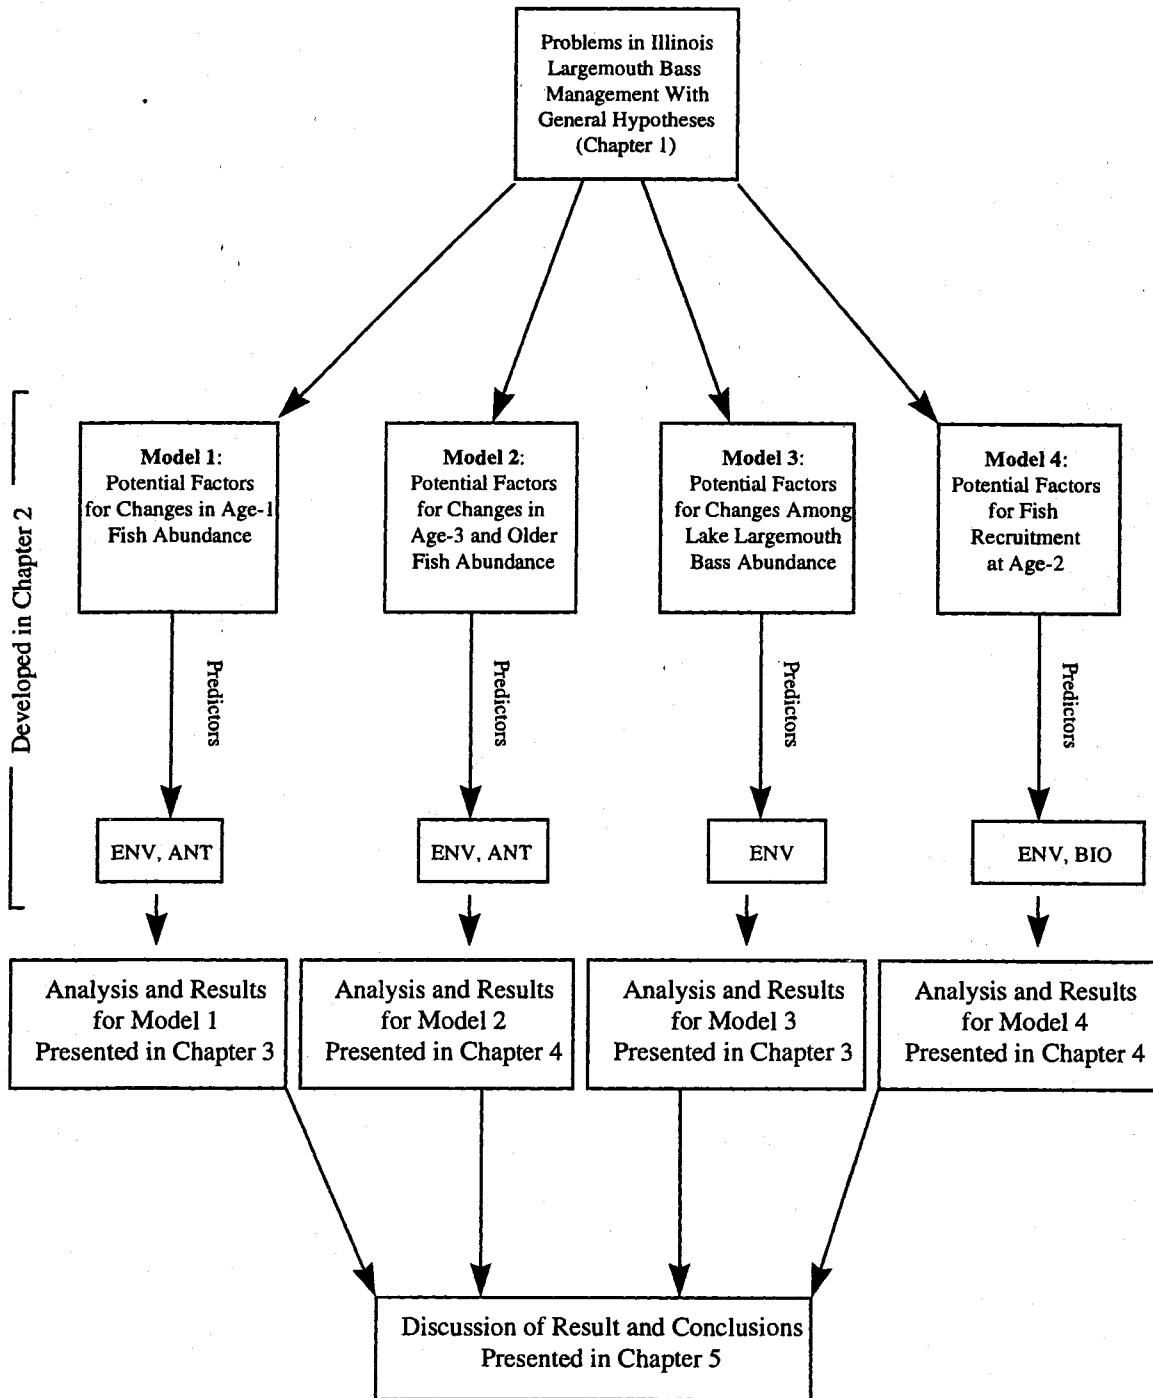 Problems in Illinois
Largemouth Bass
Management With
General Hypotheses
(Chapter 1)
Developed in Chapter 2
Model 1:
Potential Factors
for Changes in Age-1
Fish Abundance
Model 2:
Potential Factors
for Changes in
Age-3 and Older
Fish Abundance
Model 3:
Potential Factors
for Changes Among
Lake Largemouth
Bass Abundance
Model 4:
Potential Factors
for Fish
Recruitment
at Age-2
Predictors
Predictors
Predictors
Predictors
ENV, ANT
ENV, ANT
ENV
ENV, BIO
Analysis and Results
for Model 1
Presented in Chapter 3
Analysis and Results
for Model 2
Presented in Chapter 4
Analysis and Results
for Model 3
Presented in Chapter 3
Analysis and Results
for Model 4
Presented in Chapter 4
Discussion of Result and Conclusions
Presented in Chapter 5